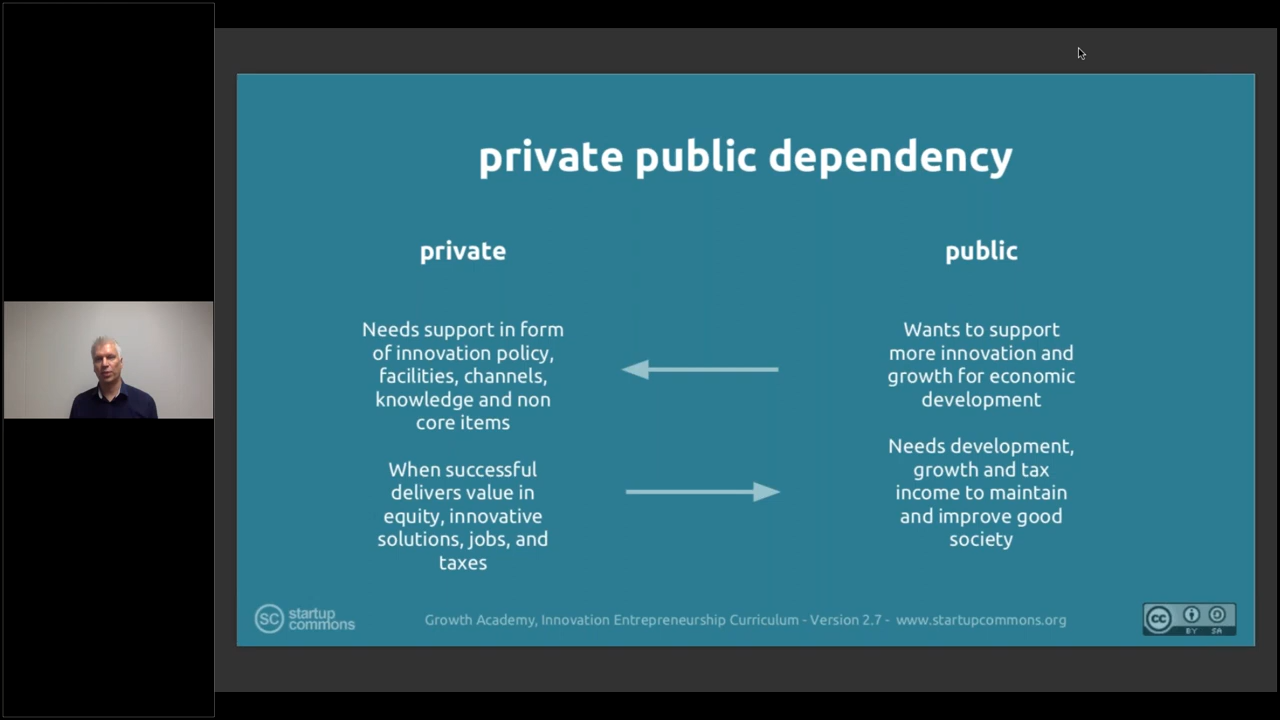 private public dependency
private
public
Needs support in form
of innovation policy,
facilities, channels,
knowledge and non
core items
Wants to support
more innovation and
growth for economic
development
When successful
delivers value in
equity, innovative
solutions, jobs, and
taxes
Needs development,
growth and tax
income to maintain
and improve good
society
SC startup
commons
Growth Academy, Innovation Entrepreneurship Curriculum - Version 2.7 - www.startupcommons.org
cc
BY SA